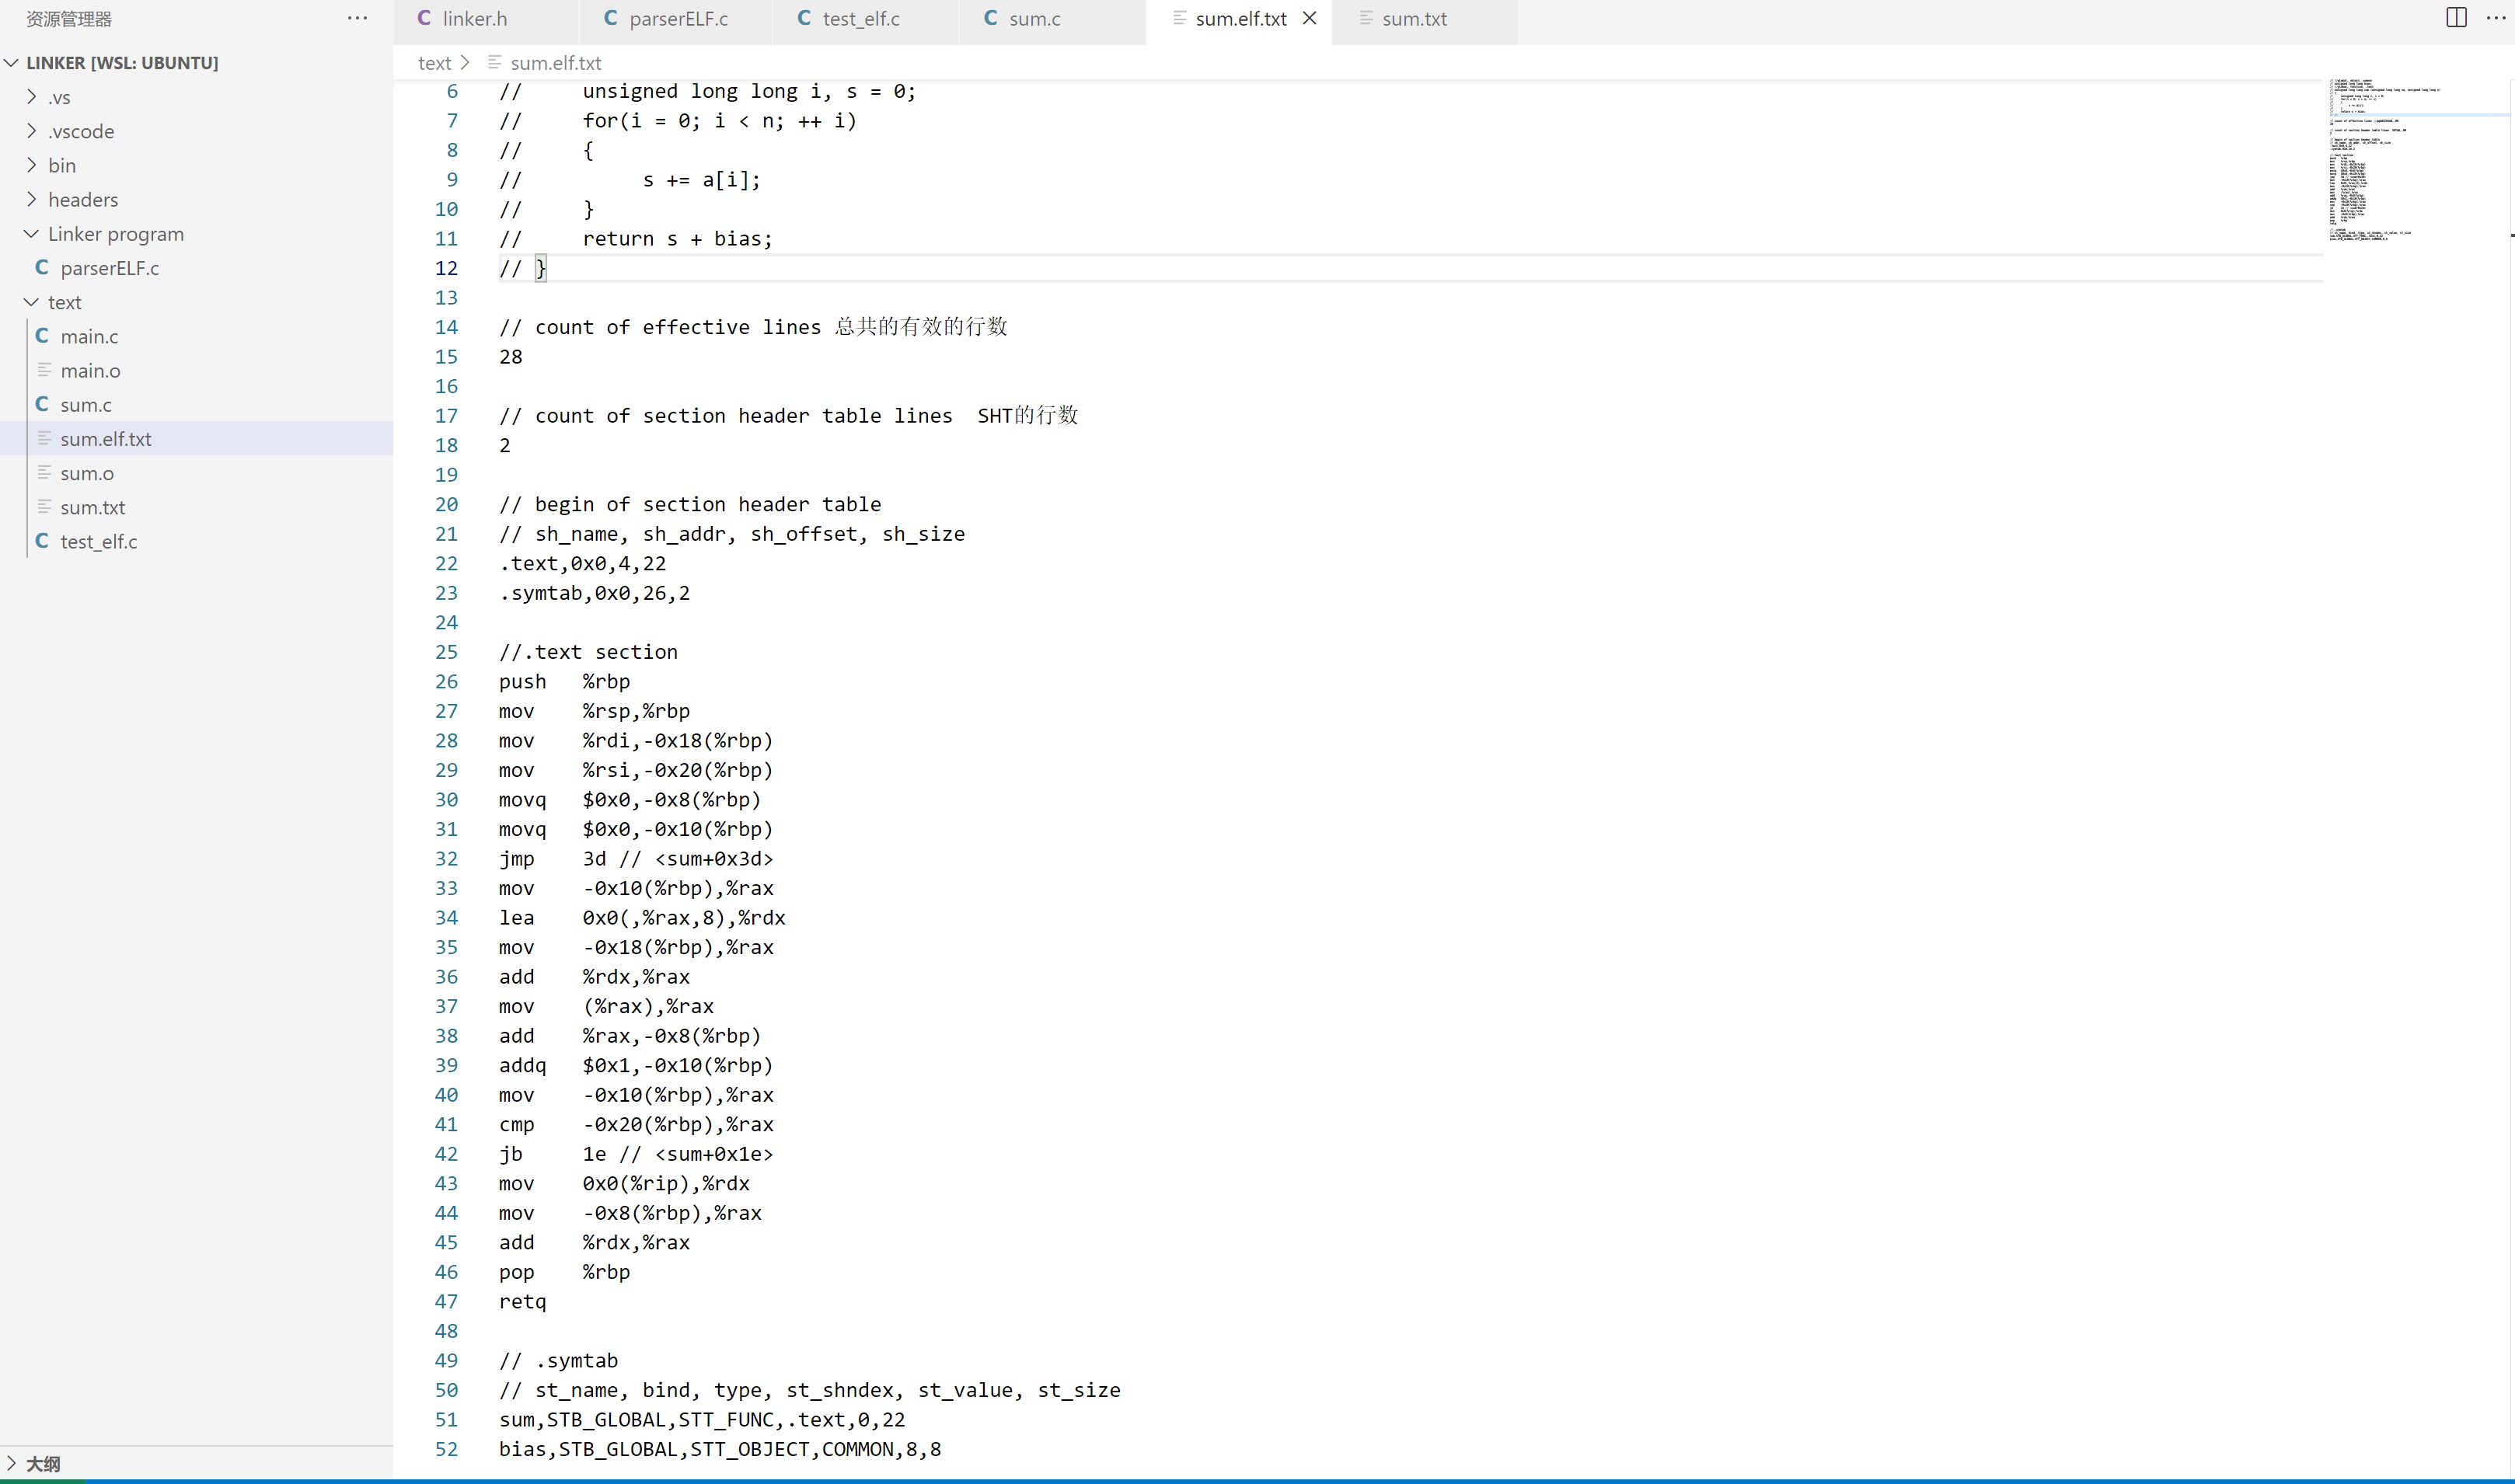 资源管理器
LINKER [WSL: UBUNTU]
.vs
.vscode
bin
headers
Linker program
parserELF.c
text
main.c
main.o
sum.c
sum.elf.txt
sum.o
sum.txt
test_elf.c
大纲
linker.h
parserELF.c
test_elf.c
sum.c
sum.elf.txt
sum.txt
text > sum.elf.txt
6 // unsigned long long i, s = 0;
7 // for(i = 0; i < n; ++ i)
8 // {
9 // s += a[i];
10 // }
11 // return s + bias;
12 // }
13
14 // count of effective lines 总共的有效的行数
15 28
16
17 // count of section header table lines  SHT的行数
18 2
19
20 // begin of section header table
21 // sh_name, sh_addr, sh_offset, sh_size
22 .text,0x0,4,22
23 .symtab,0x0,26,2
24
25 //.text section
26 push %rbp
27 mov %rsp,%rbp
28 mov %rdi,-0x18(%rbp)
29 mov %rsi,-0x20(%rbp)
30 movq $0x0,-0x8(%rbp)
31 movq $0x0,-0x10(%rbp)
32 jmp 3d // <sum+0x3d>
33 mov -0x10(%rbp),%rax
34 lea 0x0(,%rax,8),%rdx
35 mov -0x18(%rbp),%rax
36 add %rdx,%rax
37 mov (%rax),%rax
38 add %rax,-0x8(%rbp)
39 addq $0x1,-0x10(%rbp)
40 mov -0x10(%rbp),%rax
41 cmp -0x20(%rbp),%rax
42 jb 1e // <sum+0x1e>
43 mov 0x0(%rip),%rdx
44 mov -0x8(%rbp),%rax
45 add %rdx,%rax
46 pop %rbp
47 retq
48
49 // .symtab
50 // st_name, bind, type, st_shndex, st_value, st_size
51 sum,STB_GLOBAL,STT_FUNC,.text,0,22
52 bias,STB_GLOBAL,STT_OBJECT,COMMON,8,8